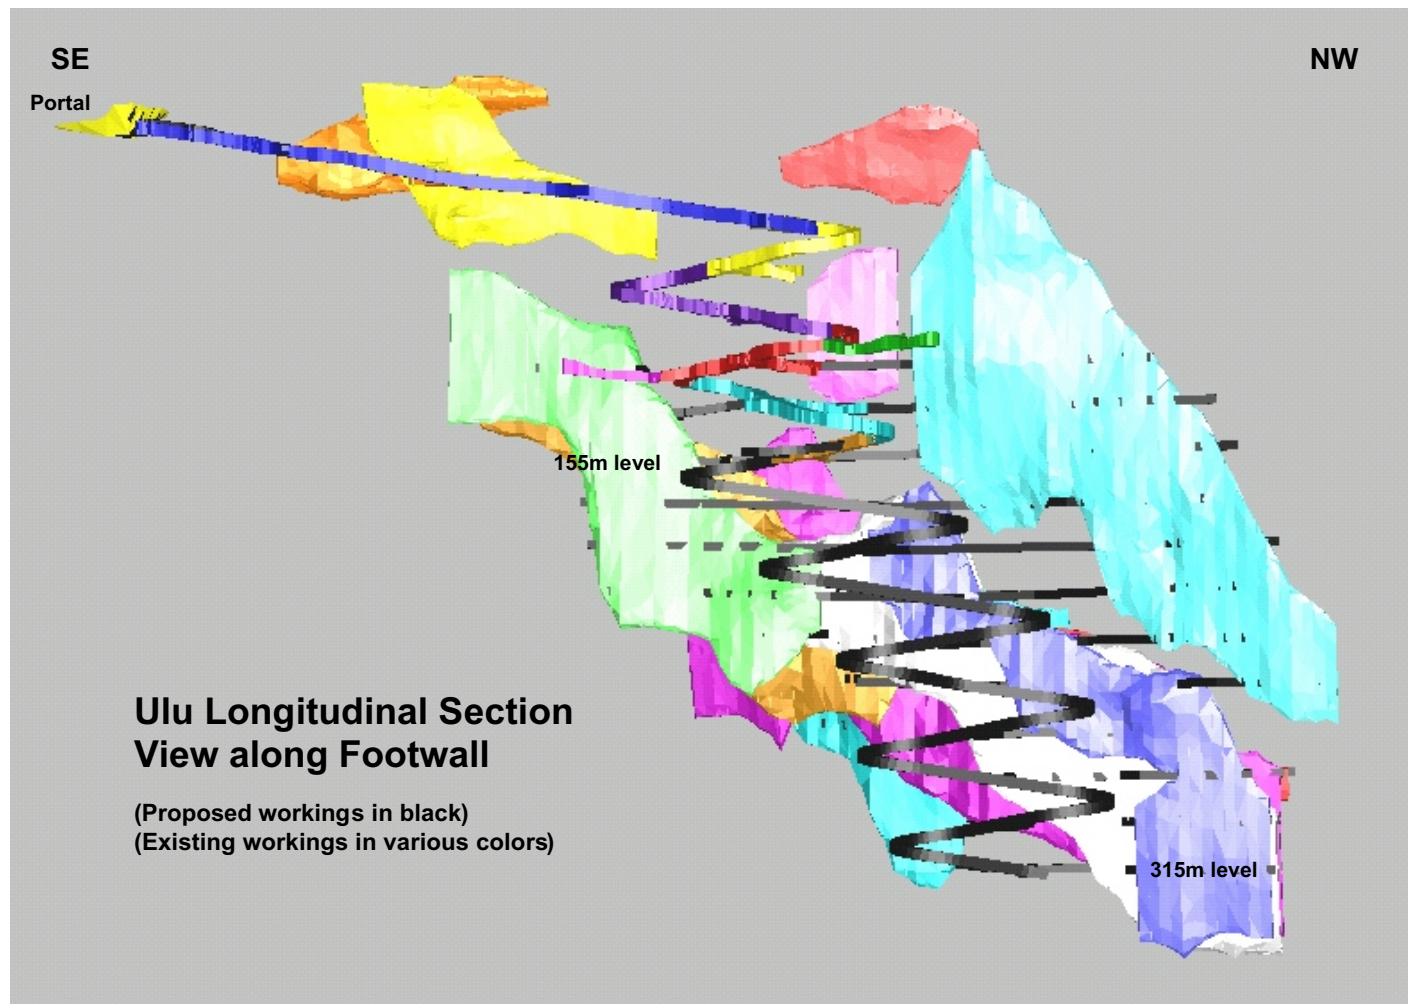 SE
NW
Portal
155m level
Ulu Longitudinal Section
View along Footwall
(Proposed workings in black)
(Existing workings in various colors)
315m level